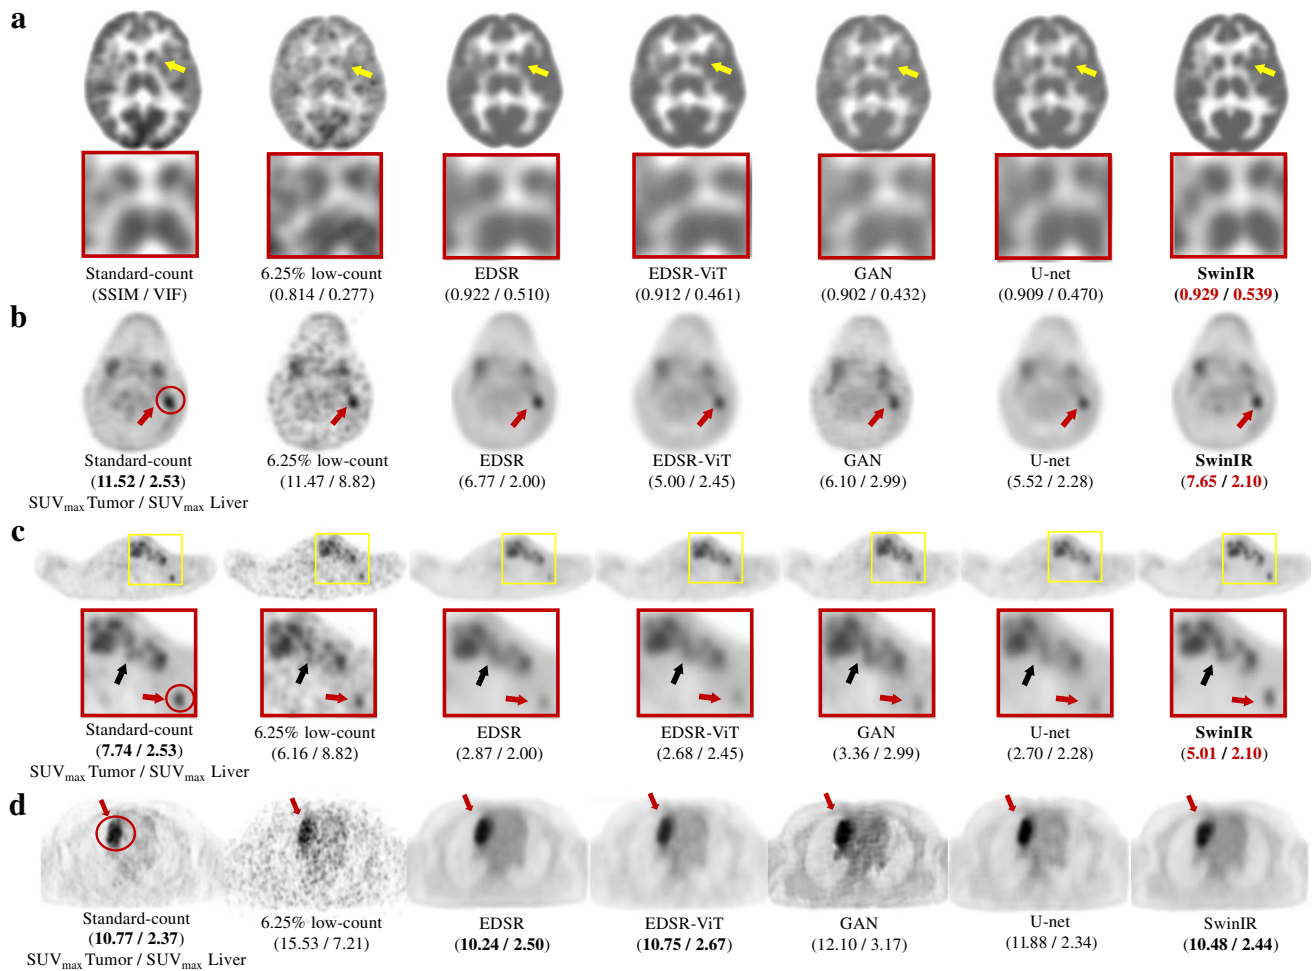 a
Standard-count 6.25% low-count EDSR EDSR-ViT GAN U-net SwinIR
(SSIM / VIF) (0.814 / 0.277) (0.922 / 0.510) (0.912 / 0.461) (0.902 / 0.432) (0.909 / 0.470) (0.929 / 0.539)
b
Standard-count 6.25% low-count EDSR EDSR-ViT GAN U-net SwinIR
(11.52 / 2.53) (11.47 / 8.82) (6.77 / 2.00) (5.00 / 2.45) (6.10 / 2.99) (5.52 / 2.28) (7.65 / 2.10)
SUVmax Tumor / SUVmax Liver
c
Standard-count 6.25% low-count EDSR EDSR-ViT GAN U-net SwinIR
(7.74 / 2.53) (6.16 / 8.82) (2.87 / 2.00) (2.68 / 2.45) (3.36 / 2.99) (2.70 / 2.28) (5.01 / 2.10)
SUVmax Tumor / SUVmax Liver
d
Standard-count 6.25% low-count EDSR EDSR-ViT GAN U-net SwinIR
(10.77 / 2.37) (15.53 / 7.21) (10.24 / 2.50) (10.75 / 2.67) (12.10 / 3.17) (11.88 / 2.34) (10.48 / 2.44)
SUVmax Tumor / SUVmax Liver